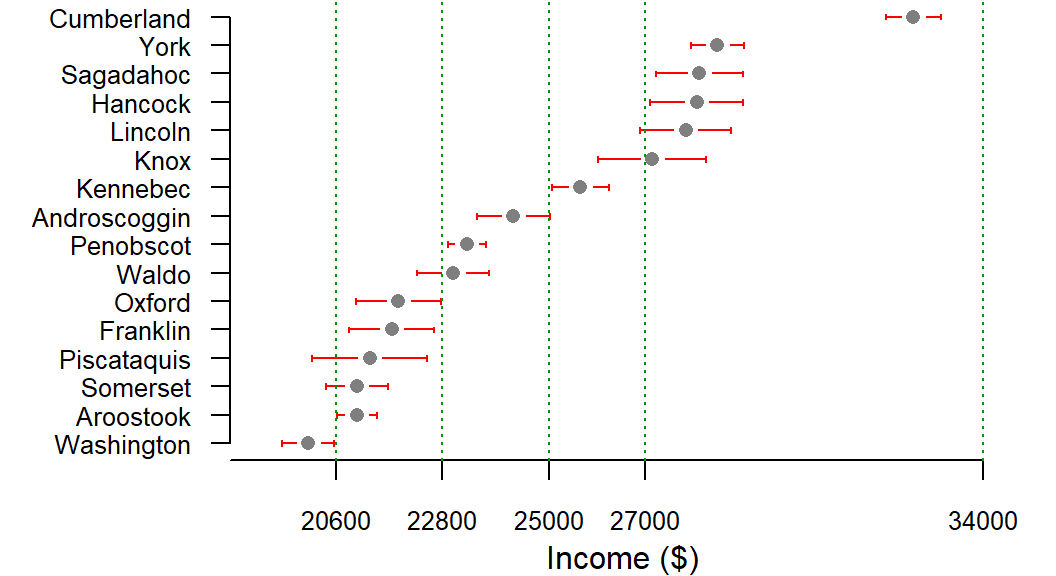 Cumberland
York
Sagadahoc
Hancock
Lincoln
Knox
Kennebec
Androscoggin
Penobscot
Waldo
Oxford
Franklin
Piscataquis
Somerset
Aroostook
Washington
20600 22800 25000 27000 34000
Income ($)